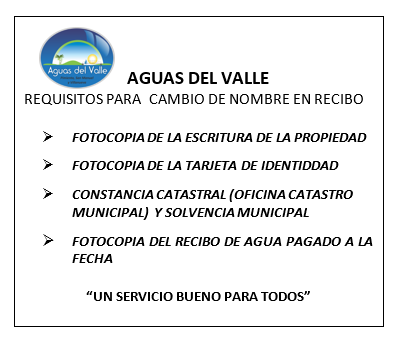 Aguas del Valle
AGUAS DEL VALLE
REQUISITOS PARA CAMBIO DE NOMBRE EN RECIBO
FOTOCOPIA DE LA ESCRITURA DE LA PROPIEDAD
FOTOCOPIA DE LA TARJETA DE IDENTIDDAD
CONSTANCIA CATASTRAL (OFICINA CATASTRO
MUNICIPAL) Y SOLVENCIA MUNICIPAL
FOTOCOPIA DEL RECIBO DE AGUA PAGADO A LA
FECHA
“UN SERVICIO BUENO PARA TODOS”